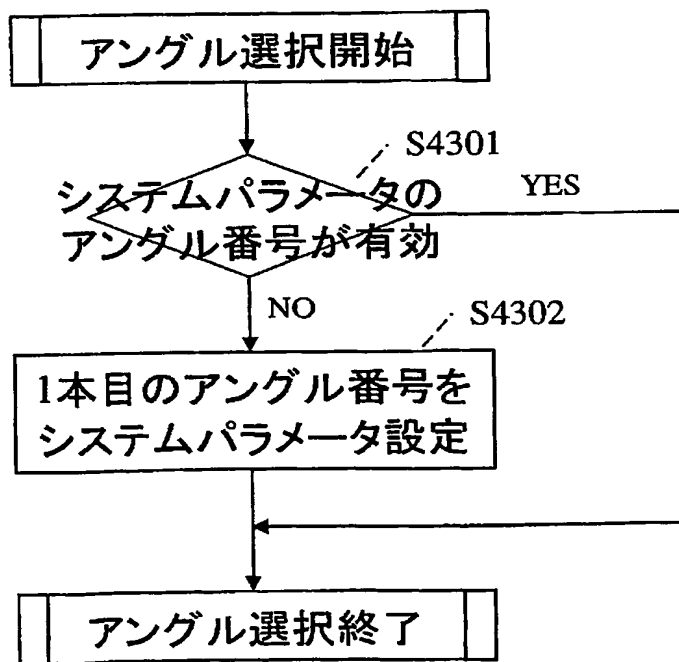 アングル選択開始
S4301
システムパラメータの
アングル番号が有効
YES
NO
S4302
1本目のアングル番号を
システムパラメータ設定
アングル選択終了